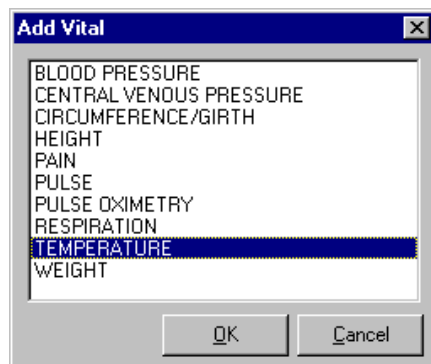 Add Vital
BLOOD PRESSURE
CENTRAL VENOUS PRESSURE
CIRCUMFERENCE/GIRTH
HEIGHT
PAIN
PULSE
PULSE OXIMETRY
RESPIRATION
TEMPERATURE
WEIGHT
OK Cancel